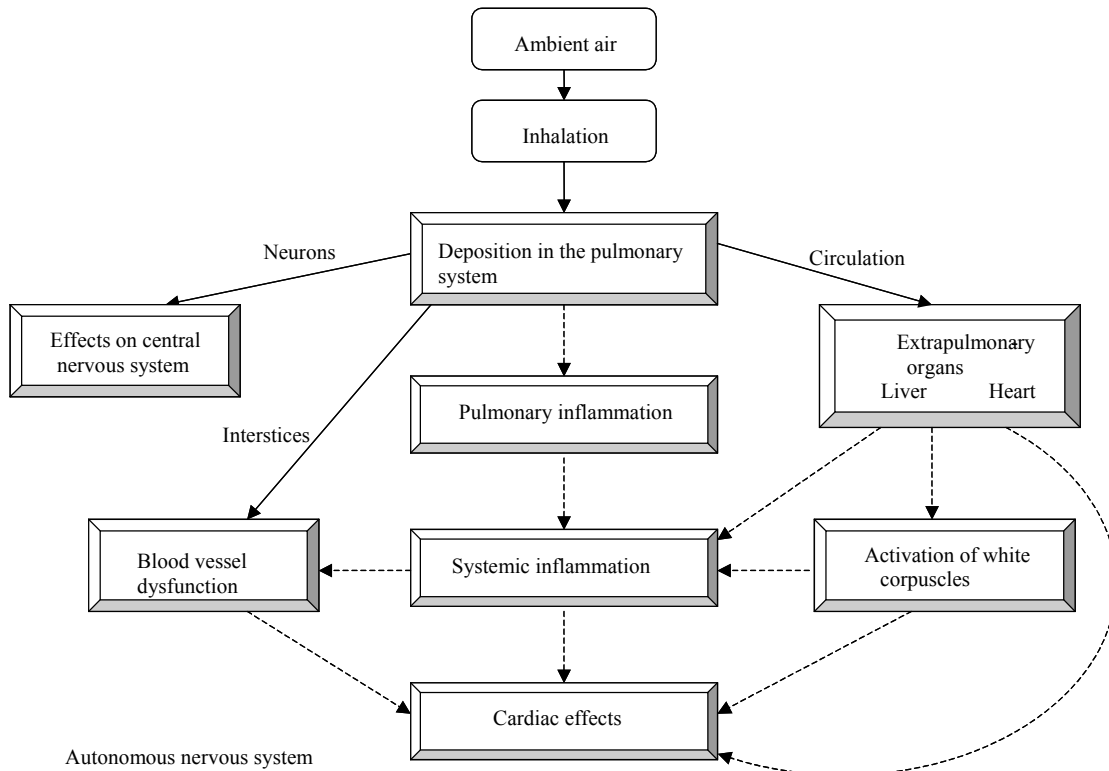 Ambient air
Inhalation
Neurons
Deposition in the pulmonary
system
Circulation
Effects on central
nervous system
Extrapulmonary
organs
Liver Heart
Pulmonary inflammation
Interstices
Blood vessel
dysfunction
Systemic inflammation
Activation of white
corpuscles
Cardiac effects
Autonomous nervous system